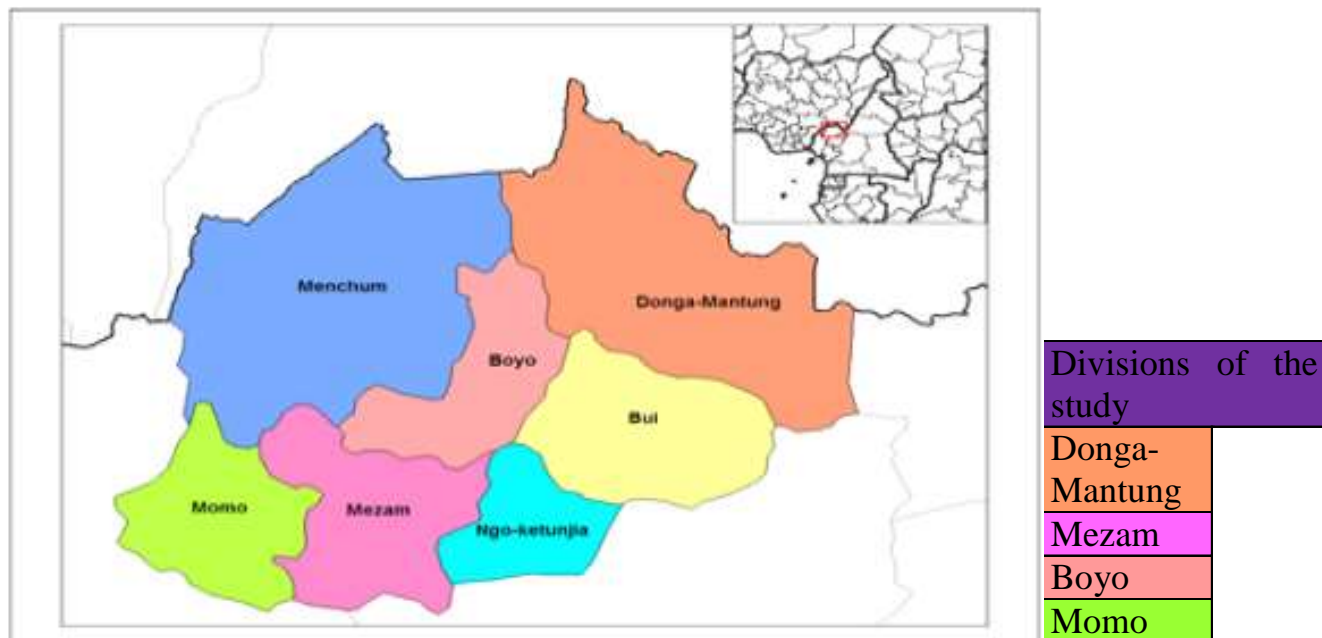 Menchum
Donga-Mantung
Boyo
Bui
Momo
Mezam
Ngo-ketunjia
Divisions of the
study
Donga-
Mantung
Mezam
Boyo
Momo